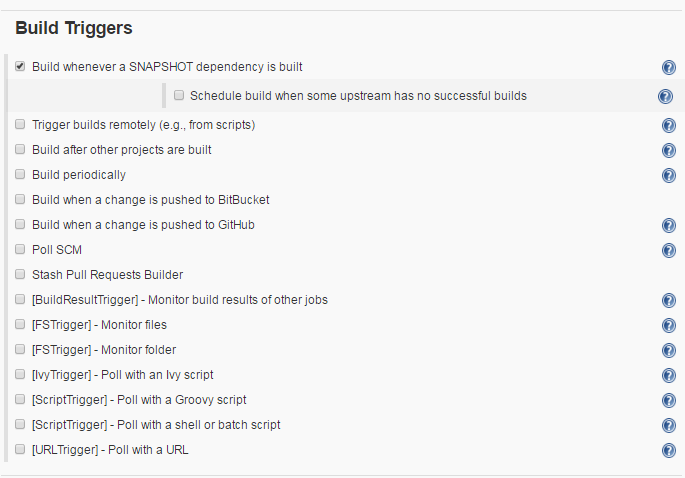 Build Triggers
Build whenever a SNAPSHOT dependency is built
Schedule build when some upstream has no successful builds
Trigger builds remotely (e.g., from scripts)
Build after other projects are built
Build periodically
Build when a change is pushed to BitBucket
Build when a change is pushed to GitHub
Poll SCM
Stash Pull Requests Builder
[BuildResultTrigger] - Monitor build results of other jobs
[FSTrigger] - Monitor files
[FSTrigger] - Monitor folder
[IvyTrigger] - Poll with an Ivy script
[ScriptTrigger] - Poll with a Groovy script
[ScriptTrigger] - Poll with a shell or batch script
[URLTrigger] - Poll with a URL